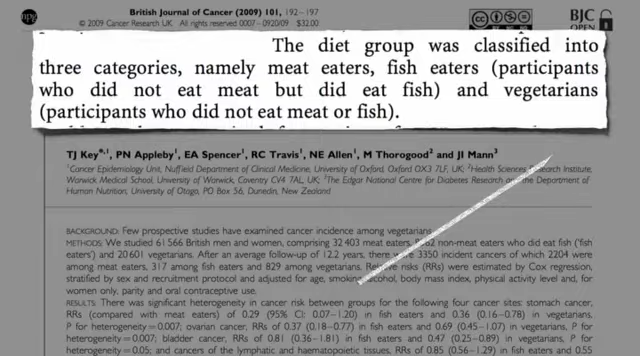 npg
British Journal of Cancer (2009) 101, 192–197
© 2009 Cancer Research UK All rights reserved 0007–0920/09 $32.00
BJC
OPEN
The diet group was classified into
three categories, namely meat eaters, fish eaters (participants
who did not eat meat but did eat fish) and vegetarians
(participants who did not eat meat or fish).
TJ Key*,1, PN Appleby1, EA Spencer1, RC Travis1, NE Allen1, M Thorogood2 and JI Mann3
1Cancer Epidemiology Unit, Nuffield Department of Clinical Medicine, University of Oxford, Oxford OX3 7LF, UK; 2Health Sciences Research Institute,
Warwick Medical School, University of Warwick, Coventry CV4 7AL, UK; 3The Edgar National Centre for Diabetes Research and the Department of
Human Nutrition, University of Otago, PO Box 56, Dunedin, New Zealand
BACKGROUND: Few prospective studies have examined cancer incidence among vegetarians.
METHODS: We studied 61 566 British men and women, comprising 32 403 meat eaters, non-meat eaters who did eat fish ('fish
eaters') and 20 601 vegetarians. After an average follow-up of 12.2 years, there were 3350 incident cancers of which 2204 were
among meat eaters, 317 among fish eaters and 829 among vegetarians. Relative risks (RRs) were estimated by Cox regression,
stratified by sex and recruitment protocol and adjusted for age, smoking, alcohol, body mass index, physical activity level and, for
women only, parity and oral contraceptive use.
RESULTS: There was significant heterogeneity in cancer risk between groups for the following four cancer sites: stomach cancer,
RRs (compared with meat eaters) of 0.29 (95% CI: 0.07–1.20) in fish eaters and 0.36 (0.16–0.78) in vegetarians,
P for heterogeneity=0.007; ovarian cancer, RRs of 0.37 (0.18–0.77) in fish eaters and 0.69 (0.45–1.07) in vegetarians, P for
heterogeneity=0.007; bladder cancer, RRs of 0.81 (0.36–1.81) in fish eaters and 0.47 (0.25–0.89) in vegetarians, P for
heterogeneity=0.05; and cancers of the lymphatic and haematopoietic tissues, RRs of 0.85 (0.56–1.29) in fish eaters and 0.55